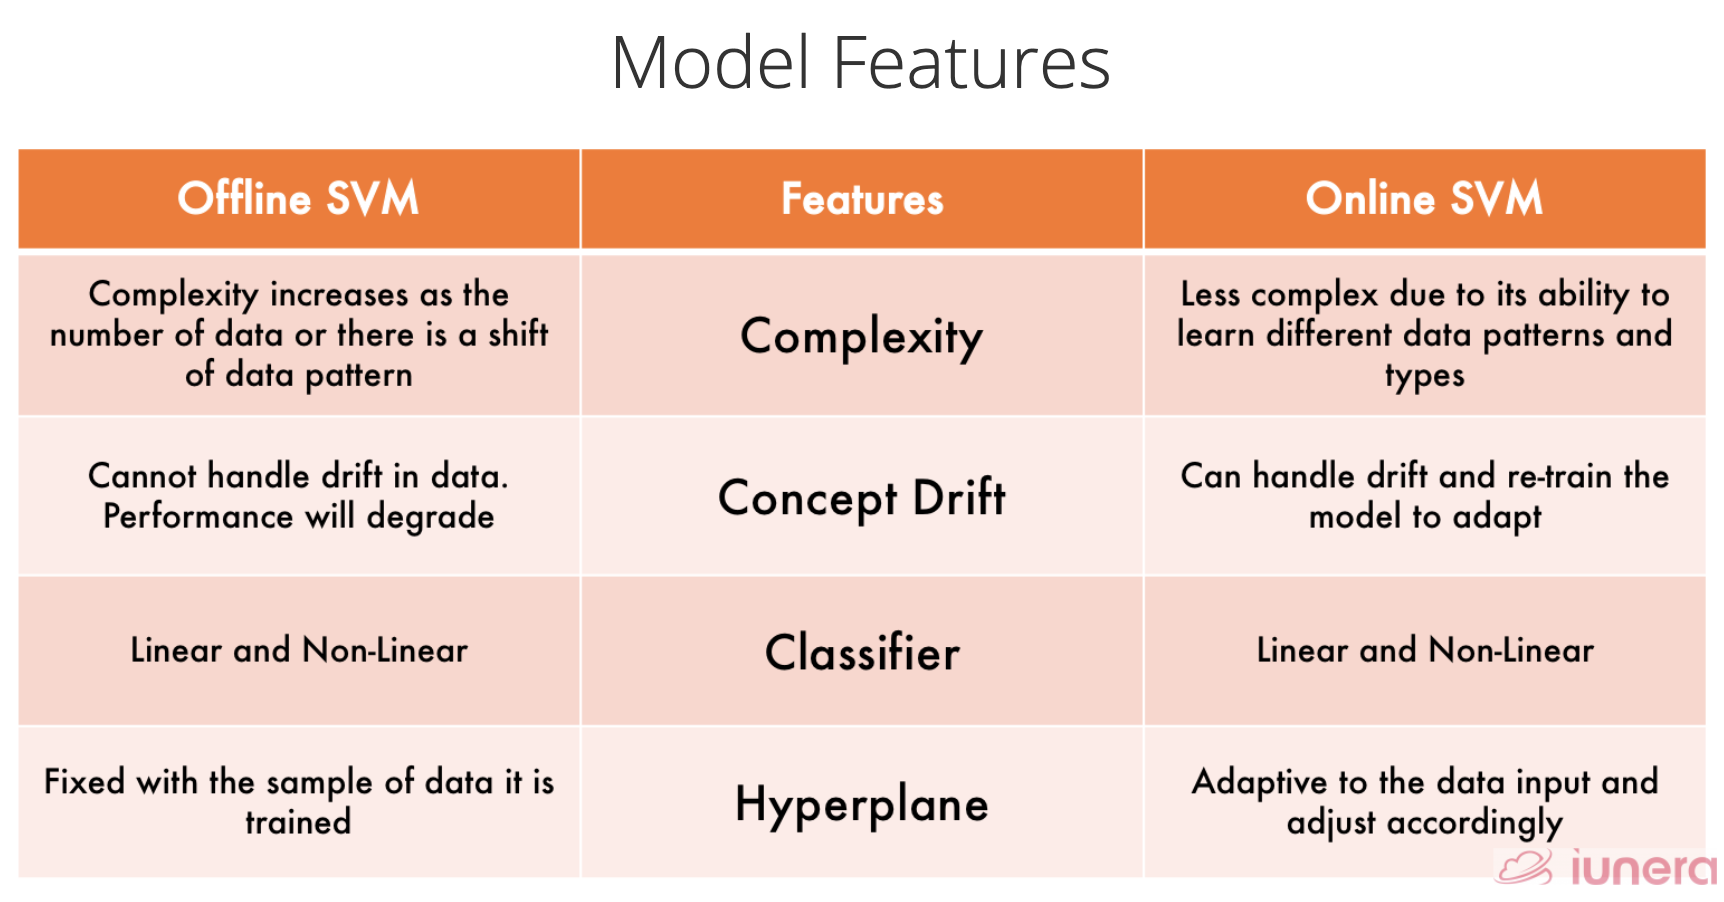 Model Features
Offline SVM
Features
Online SVM
Complexity increases as the
number of data or there is a shift
of data pattern
Complexity
Less complex due to its ability to
learn different data patterns and
types
Cannot handle drift in data.
Performance will degrade
Concept Drift
Can handle drift and re-train the
model to adapt
Linear and Non-Linear
Classifier
Linear and Non-Linear
Fixed with the sample of data it is
trained
Hyperplane
Adaptive to the data input and
adjust accordingly
iunera